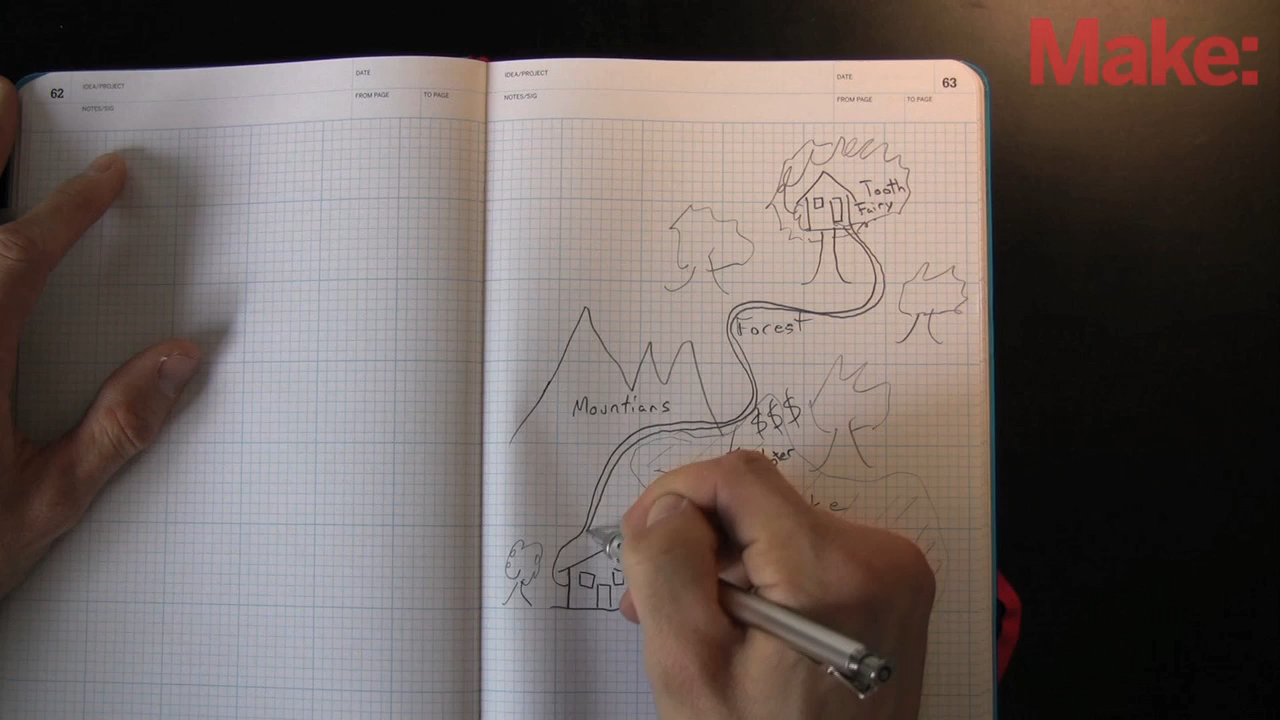 Make:
62
IDEA/PROJECT
DATE
NOTES/SIG
FROM PAGE
TO PAGE
IDEA/PROJECT
DATE
63
NOTES/SIG
FROM PAGE
TO PAGE
Tooth
Fairy
Forest
Mountians
$$$